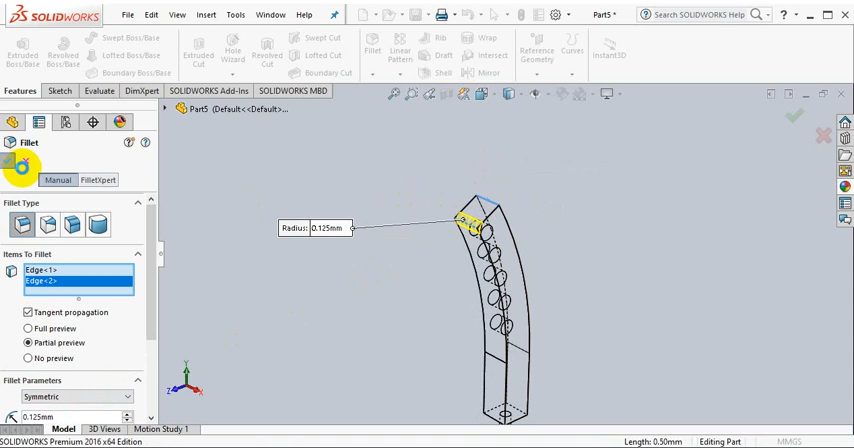 SOLIDWORKS File Edit View Insert Tools Window Help Part5 * Search SOLIDWORKS Help
Extruded Boss/Base
Revolved Boss/Base
Swept Boss/Base
Lofted Boss/Base
Boundary Boss/Base
Extruded Cut
Hole Wizard
Revolved Cut
Swept Cut
Lofted Cut
Boundary Cut
Fillet
Linear Pattern
Rib
Draft
Shell
Wrap
Intersect
Mirror
Reference Geometry
Curves
Instant3D
Features Sketch Evaluate DimXpert SOLIDWORKS Add-Ins SOLIDWORKS MBD
Part5 (Default<<Default>...
Fillet
Manual FilletXpert
Fillet Type
Items To Fillet
Edge<1>
Edge<2>
Tangent propagation
Full preview
Partial preview
No preview
Fillet Parameters
Symmetric
0.125mm
Radius: 0.125mm
Y
Z X
Model 3D Views Motion Study 1
SOLIDWORKS Premium 2016 x64 Edition Length: 0.50mm Editing Part MMGS